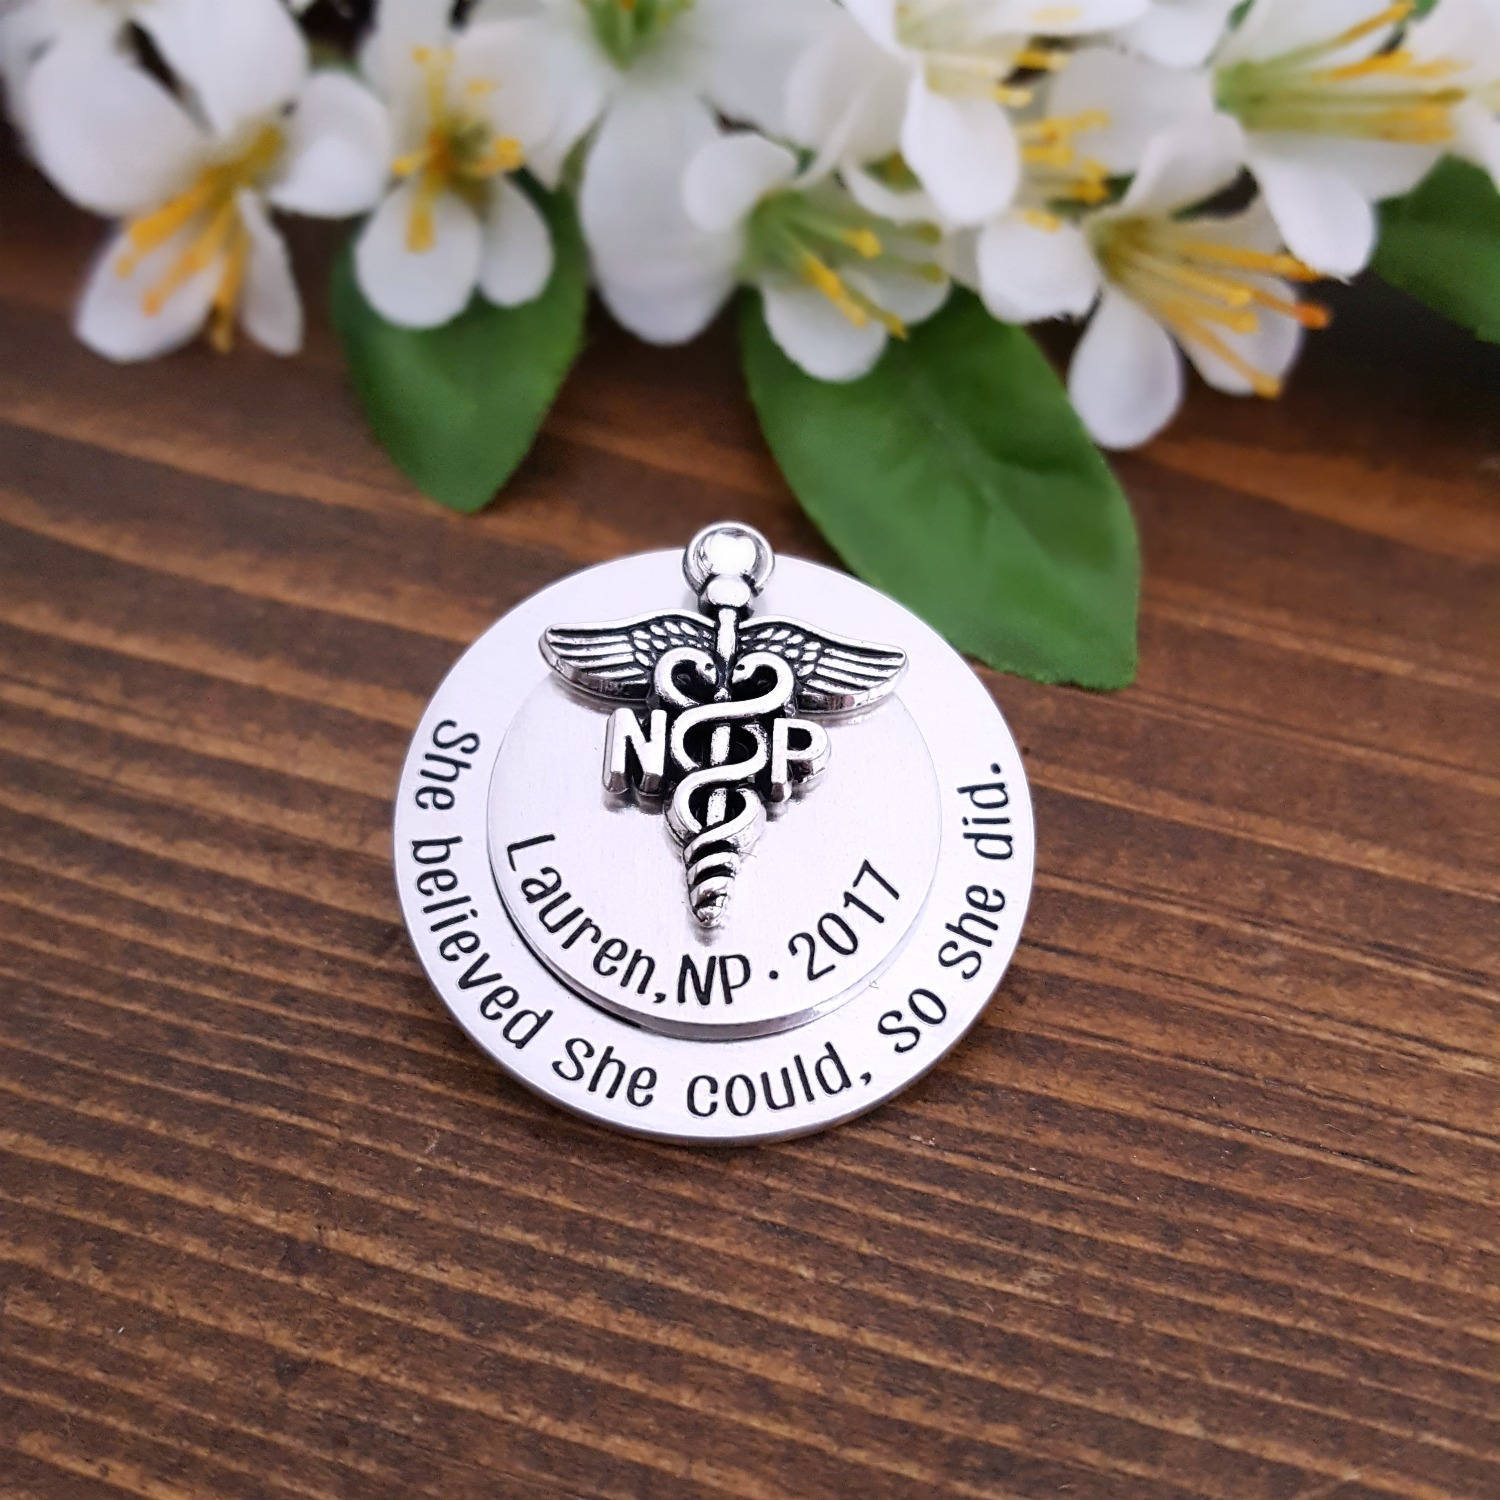 N P
Lauren, NP · 2017
She believed she could, so she did.